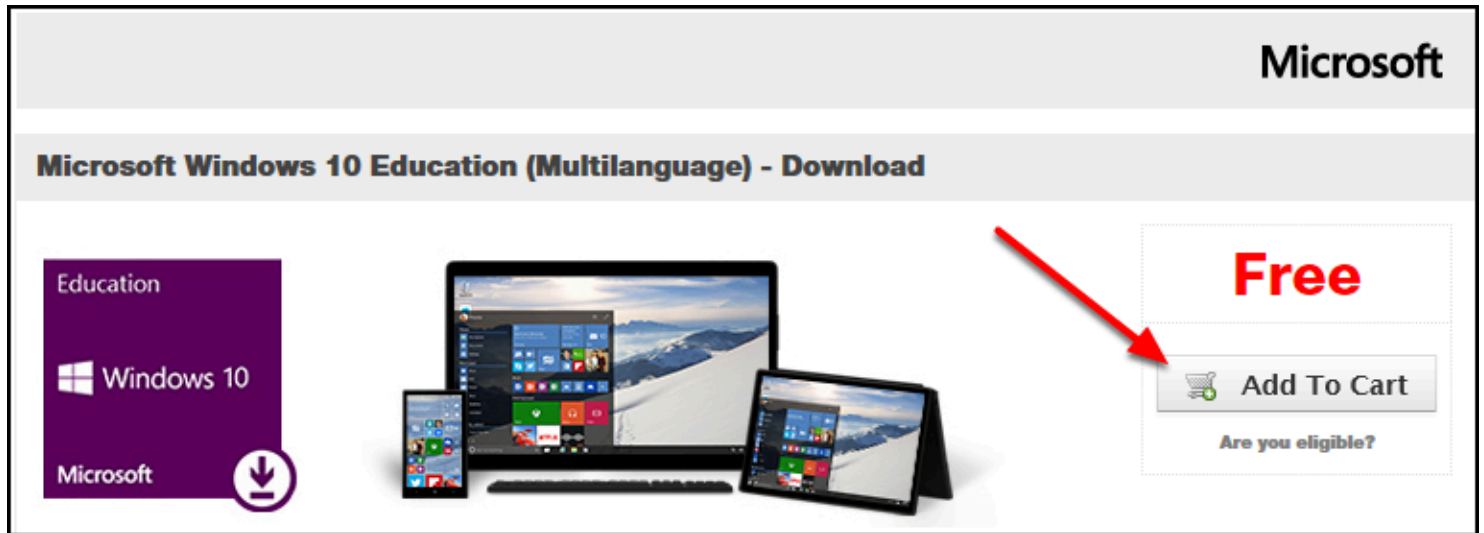 Microsoft
Microsoft Windows 10 Education (Multilanguage) - Download
Education
Windows 10
Microsoft
Free
Add To Cart
Are you eligible?